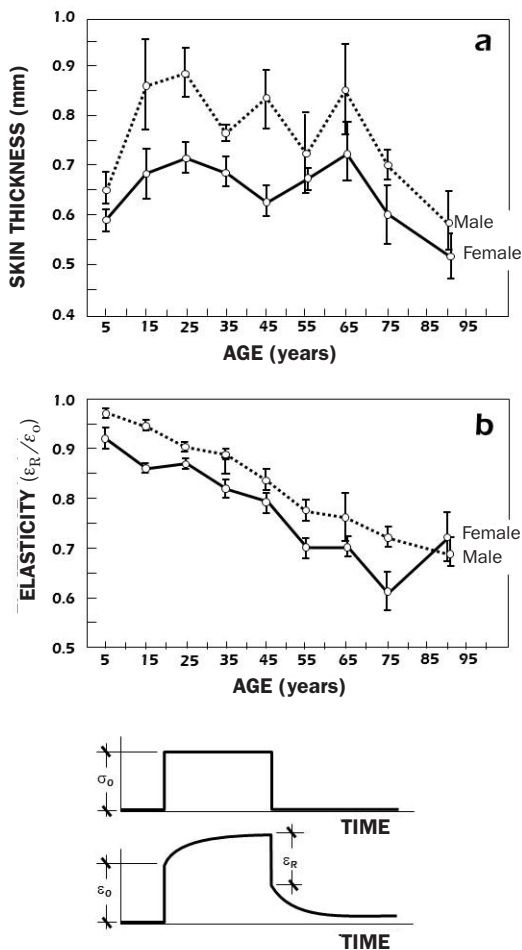 a
SKIN THICKNESS (mm)
1.0
0.9
0.8
0.7
0.6
0.5
0.4
Male
Female
5 15 25 35 45 55 65 75 85 95
AGE (years)
b
ELASTICITY (εR/εo)
1.0
0.9
0.8
0.7
0.6
0.5
Female
Male
5 15 25 35 45 55 65 75 85 95
AGE (years)
σo
TIME
εo
εR
TIME